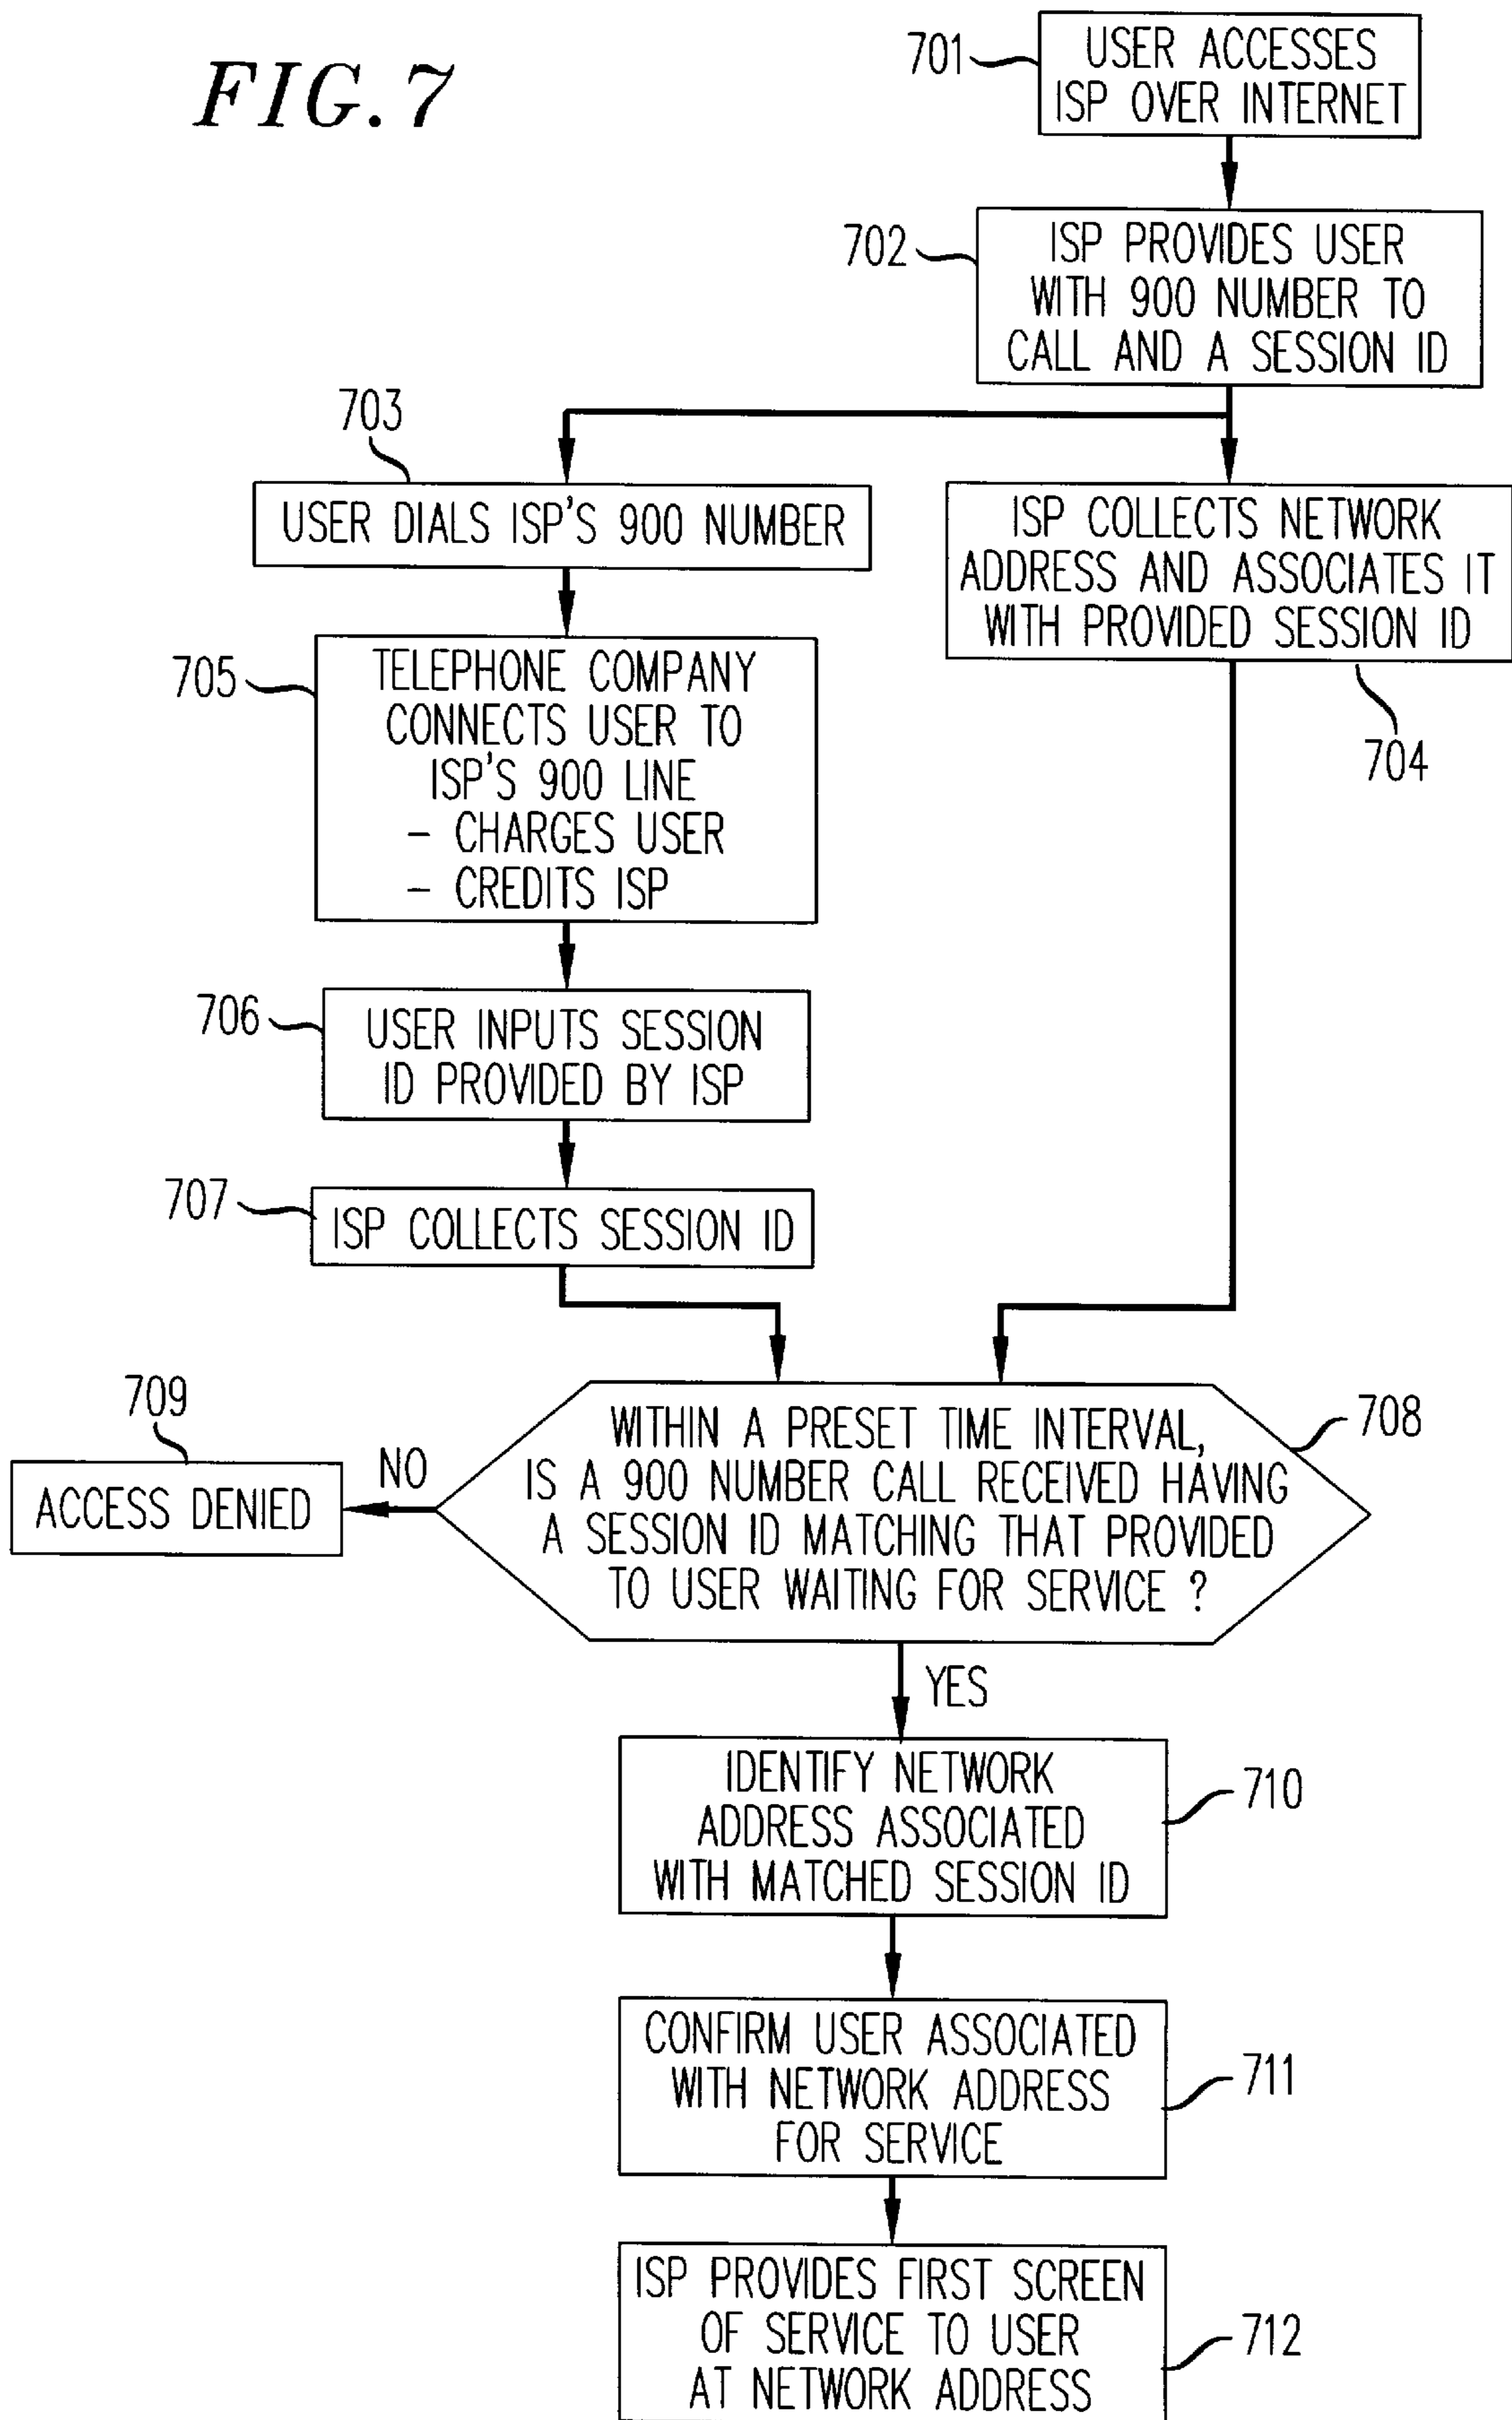 FIG. 7
701
USER ACCESSES
ISP OVER INTERNET
702
ISP PROVIDES USER
WITH 900 NUMBER TO
CALL AND A SESSION ID
703
USER DIALS ISP'S 900 NUMBER
ISP COLLECTS NETWORK
ADDRESS AND ASSOCIATES IT
WITH PROVIDED SESSION ID
704
705
TELEPHONE COMPANY
CONNECTS USER TO
ISP'S 900 LINE
– CHARGES USER
– CREDITS ISP
706
USER INPUTS SESSION
ID PROVIDED BY ISP
707
ISP COLLECTS SESSION ID
708
WITHIN A PRESET TIME INTERVAL,
IS A 900 NUMBER CALL RECEIVED HAVING
A SESSION ID MATCHING THAT PROVIDED
TO USER WAITING FOR SERVICE ?
NO
709
ACCESS DENIED
YES
IDENTIFY NETWORK
ADDRESS ASSOCIATED
WITH MATCHED SESSION ID
710
CONFIRM USER ASSOCIATED
WITH NETWORK ADDRESS
FOR SERVICE
711
ISP PROVIDES FIRST SCREEN
OF SERVICE TO USER
AT NETWORK ADDRESS
712